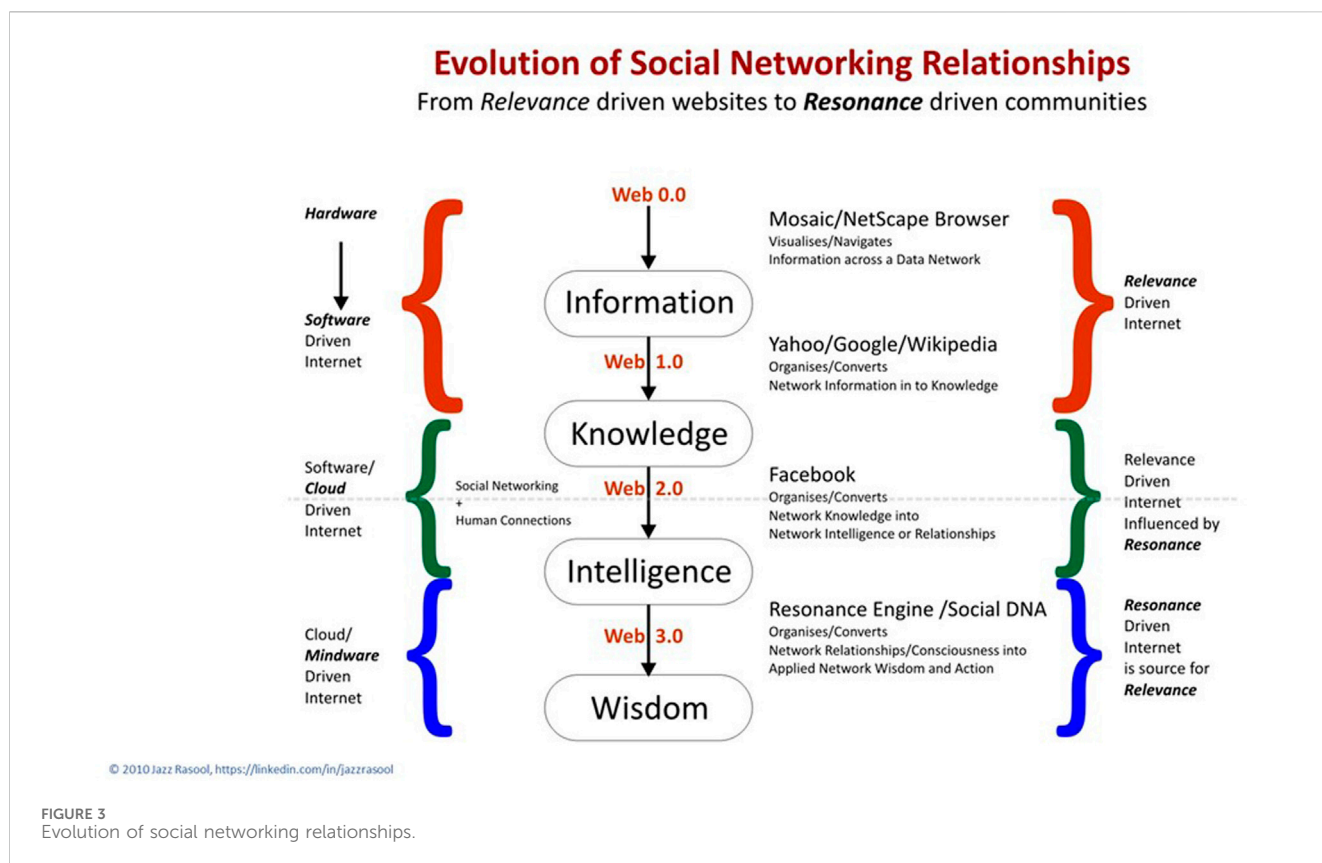 Evolution of Social Networking Relationships
From Relevance driven websites to Resonance driven communities
Hardware
Software
Driven
Internet
Web 0.0
Mosaic/NetScape Browser
Visualises/Navigates
Information across a Data Network
Information
Relevance
Driven
Internet
Web 1.0
Yahoo/Google/Wikipedia
Organises/Converts
Network Information in to Knowledge
Knowledge
Software/
Cloud
Driven
Internet
Social Networking
+
Human Connections
Web 2.0
Facebook
Organises/Converts
Network Knowledge into
Network Intelligence or Relationships
Relevance
Driven
Internet
Influenced by
Resonance
Intelligence
Cloud/
Mindware
Driven
Internet
Web 3.0
Resonance Engine /Social DNA
Organises/Converts
Network Relationships/Consciousness into
Applied Network Wisdom and Action
Resonance
Driven
Internet
is source for
Relevance
Wisdom
© 2010 Jazz Rasool, https://linkedin.com/in/jazzrasool
FIGURE 3
Evolution of social networking relationships.